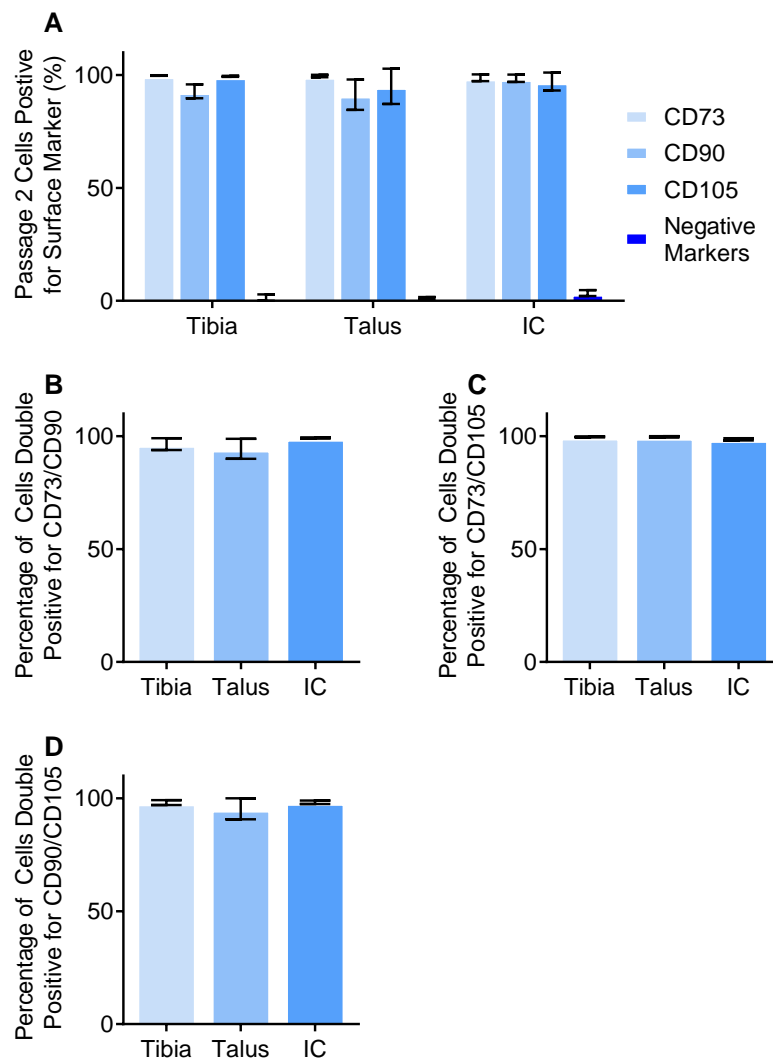 A
Passage 2 Cells Postive
for Surface Marker (%)
100
50
0
Tibia
Talus
IC
CD73
CD90
CD105
Negative
Markers
B
Percentage of Cells Double
Positive for CD73/CD90
100
50
0
Tibia
Talus
IC
C
Percentage of Cells Double
Positive for CD73/CD105
100
50
0
Tibia
Talus
IC
D
Percentage of Cells Double
Positive for CD90/CD105
100
50
0
Tibia
Talus
IC